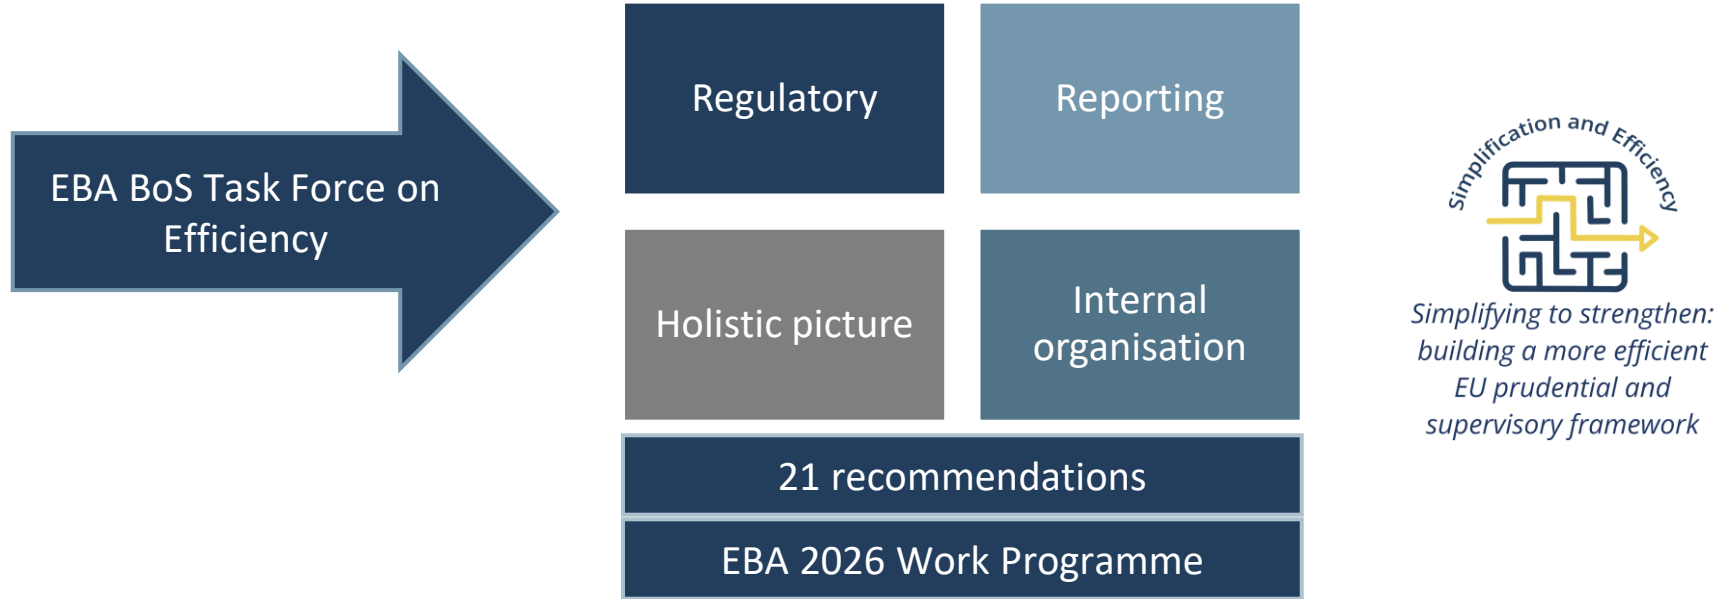 EBA BoS Task Force on
Efficiency
Regulatory
Reporting
Holistic picture
Internal
organisation
21 recommendations
EBA 2026 Work Programme
Simplification and Efficiency
Simplifying to strengthen:
building a more efficient
EU prudential and
supervisory framework